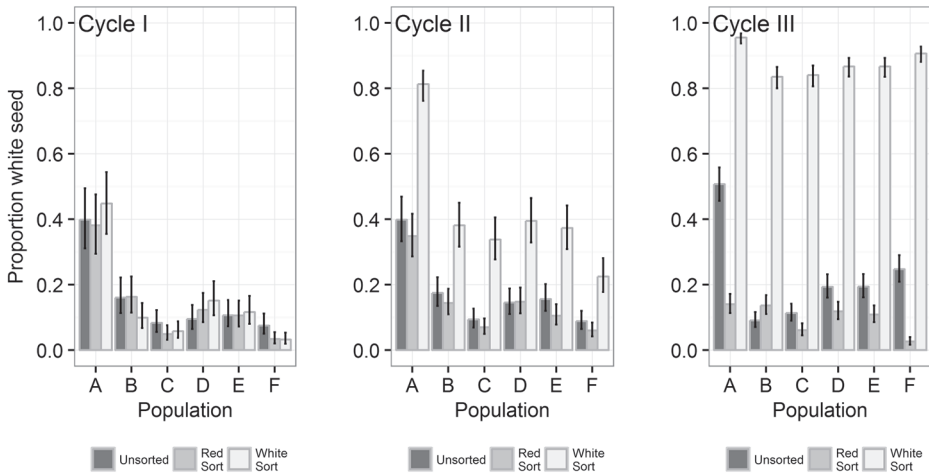 Cycle I
Cycle II
Cycle III
Proportion white seed
1.0
0.8
0.6
0.4
0.2
0.0
A B C D E F
Population
1.0
0.8
0.6
0.4
0.2
0.0
A B C D E F
Population
1.0
0.8
0.6
0.4
0.2
0.0
A B C D E F
Population
Unsorted Red Sort White Sort
Unsorted Red Sort White Sort
Unsorted Red Sort White Sort